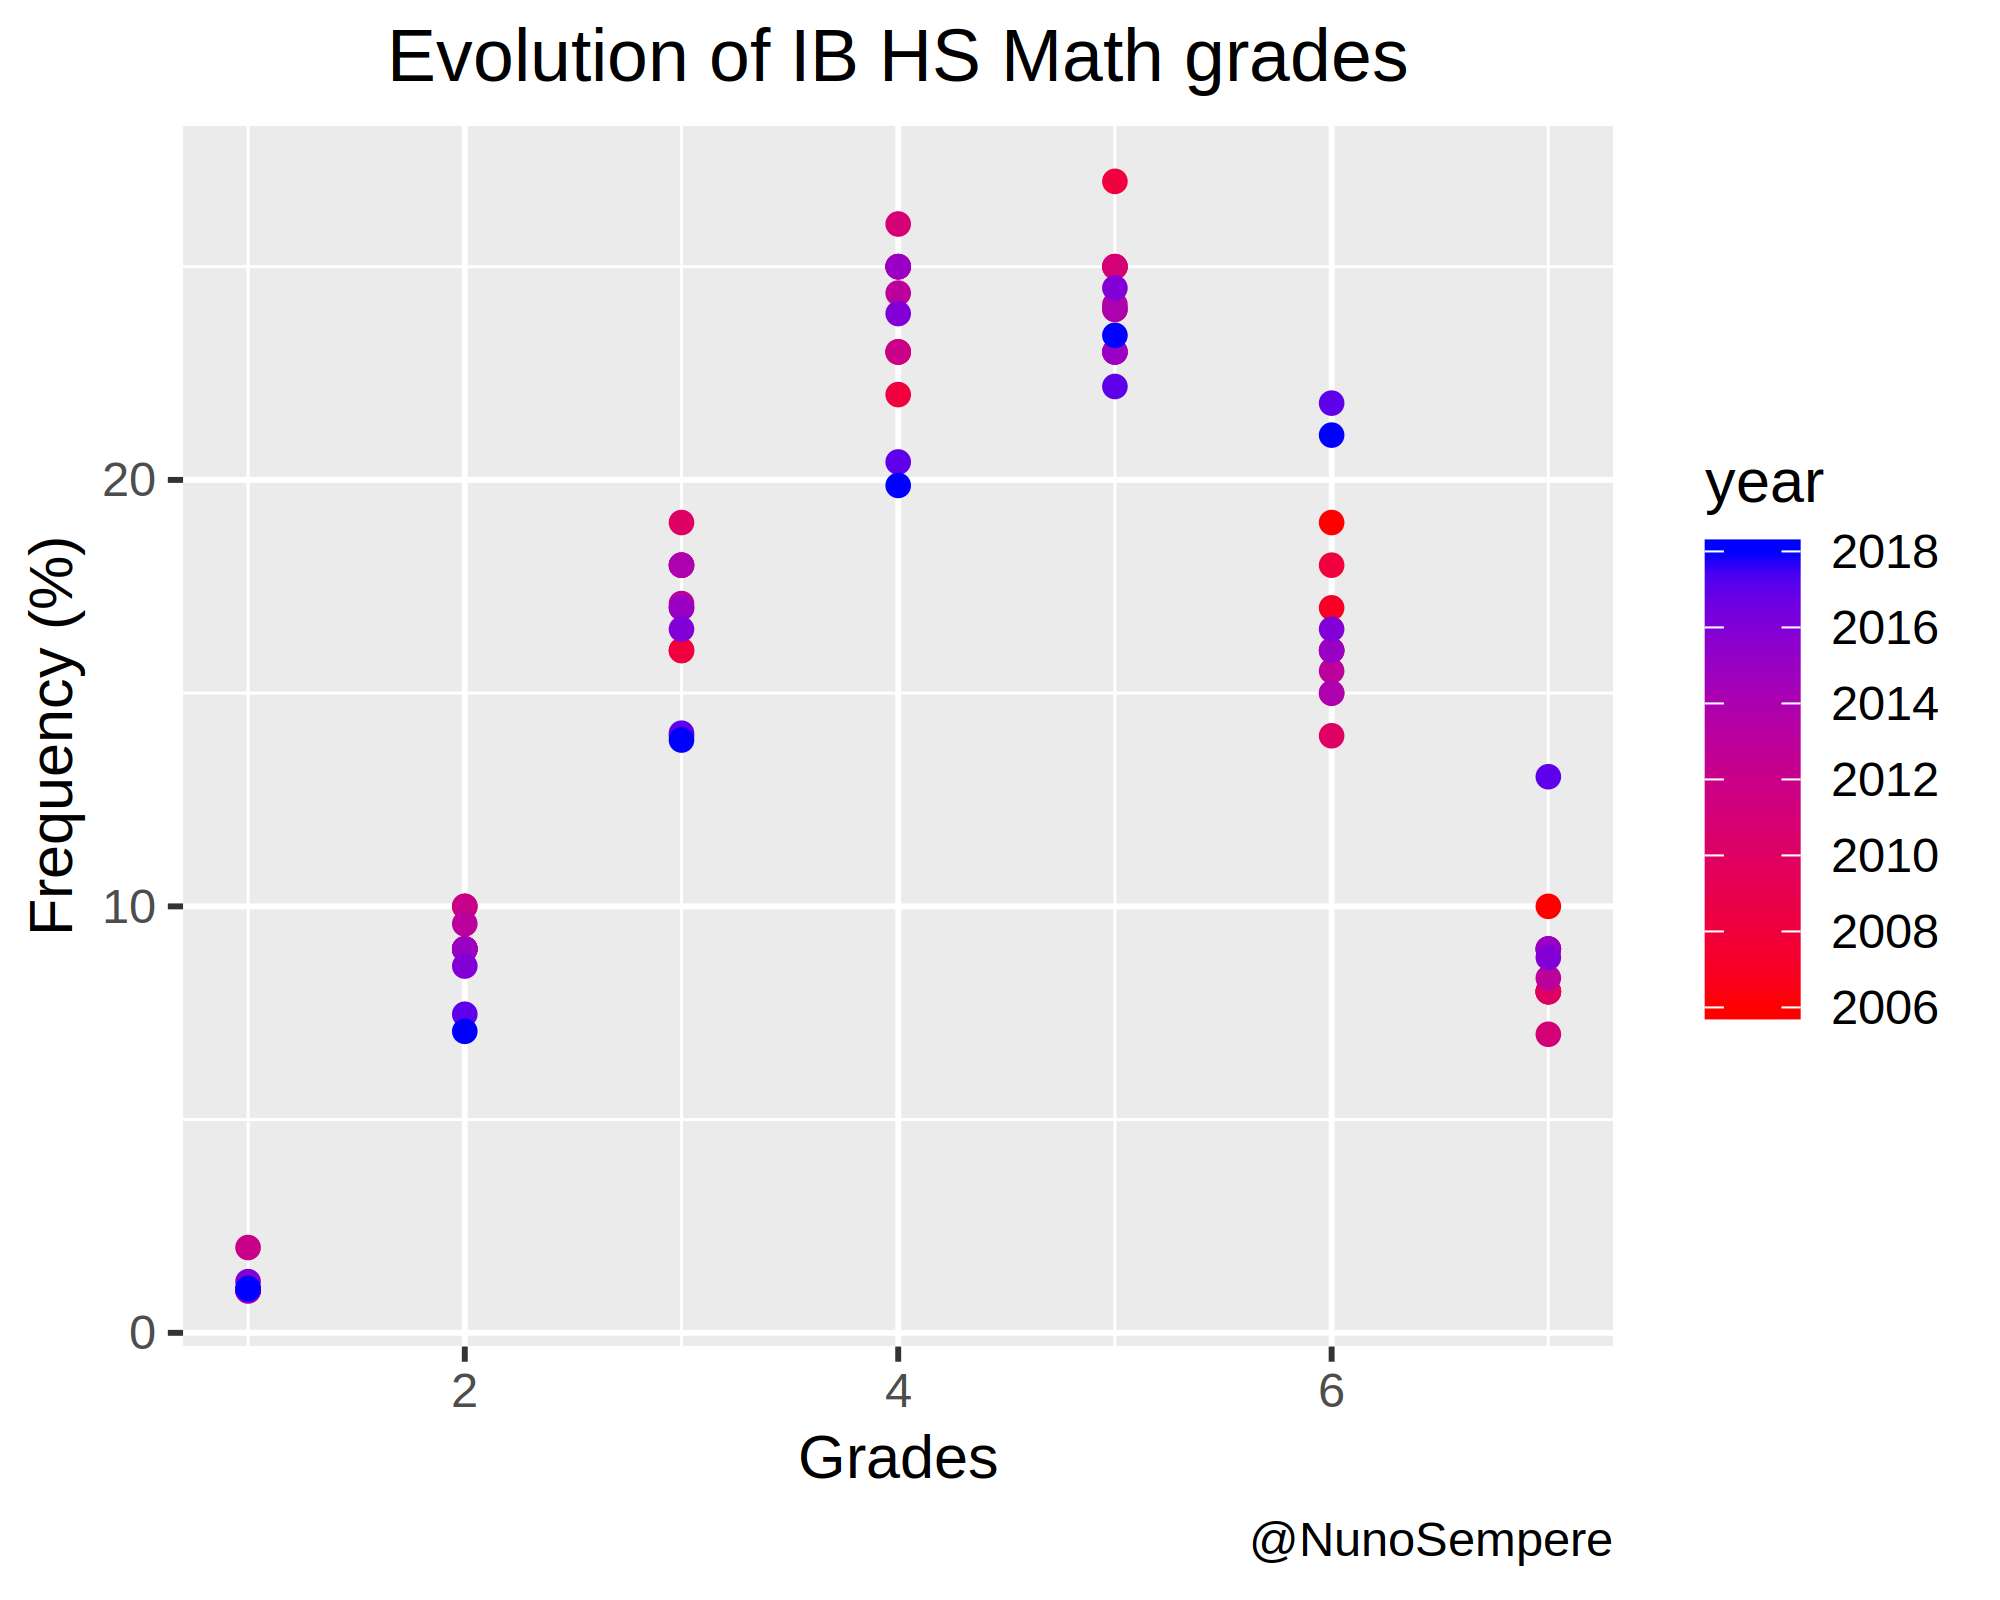 Evolution of IB HS Math grades
Frequency (%)
20
10
0
2
4
6
Grades
year
2018
2016
2014
2012
2010
2008
2006
@NunoSempere